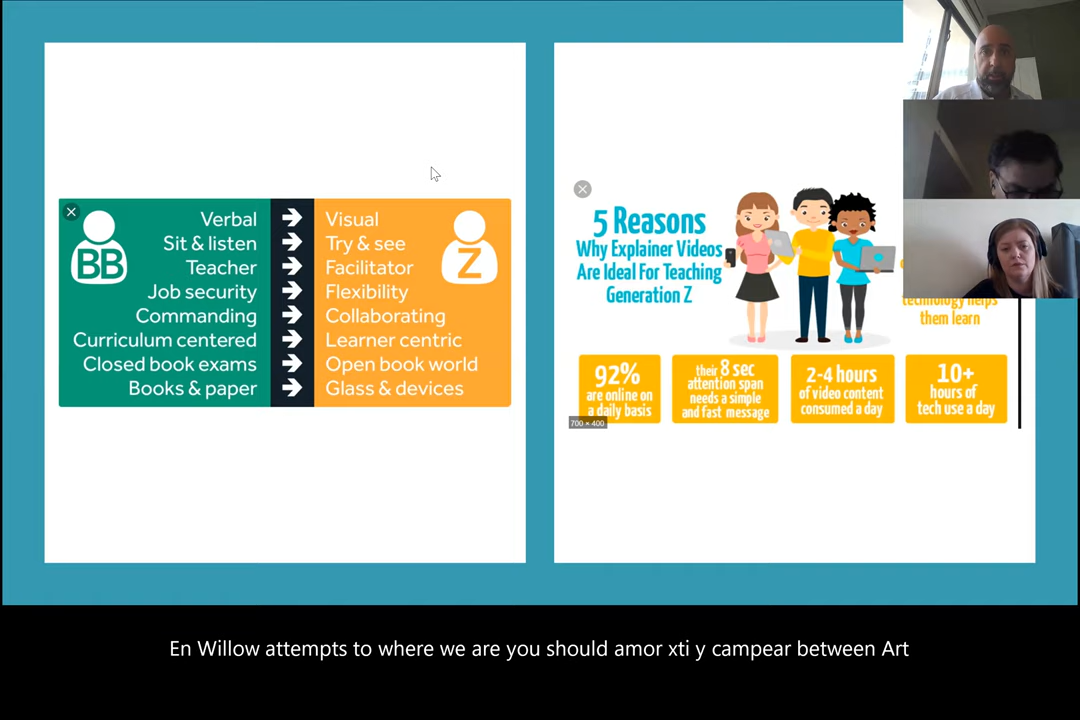 BB
Verbal → Visual
Sit & listen → Try & see
Teacher → Facilitator
Job security → Flexibility
Commanding → Collaborating
Curriculum centered → Learner centric
Closed book exams → Open book world
Books & paper → Glass & devices
Z
5 Reasons
Why Explainer Videos
Are Ideal For Teaching
Generation Z
technology helps
them learn
92%
are online on
a daily basis
their 8 sec
attention span
needs a simple
and fast message
2-4 hours
of video content
consumed a day
10+
hours of
tech use a day
700 × 400
En Willow attempts to where we are you should amor xti y campear between Art